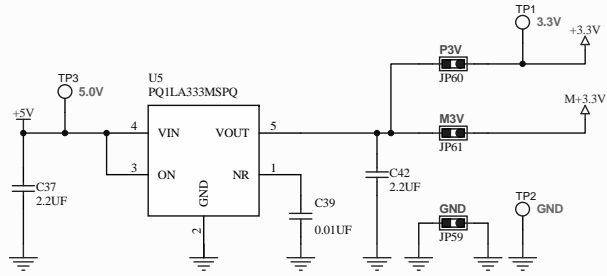 TP1
3.3V
+3.3V
P3V
JP60
TP3
5.0V
U5
PQ1LA333MSPQ
+5V
4
VIN
VOUT
5
M3V
JP61
M+3.3V
3
ON
NR
1
GND
2
C37
2.2UF
C39
0.01UF
C42
2.2UF
GND
JP59
TP2
GND